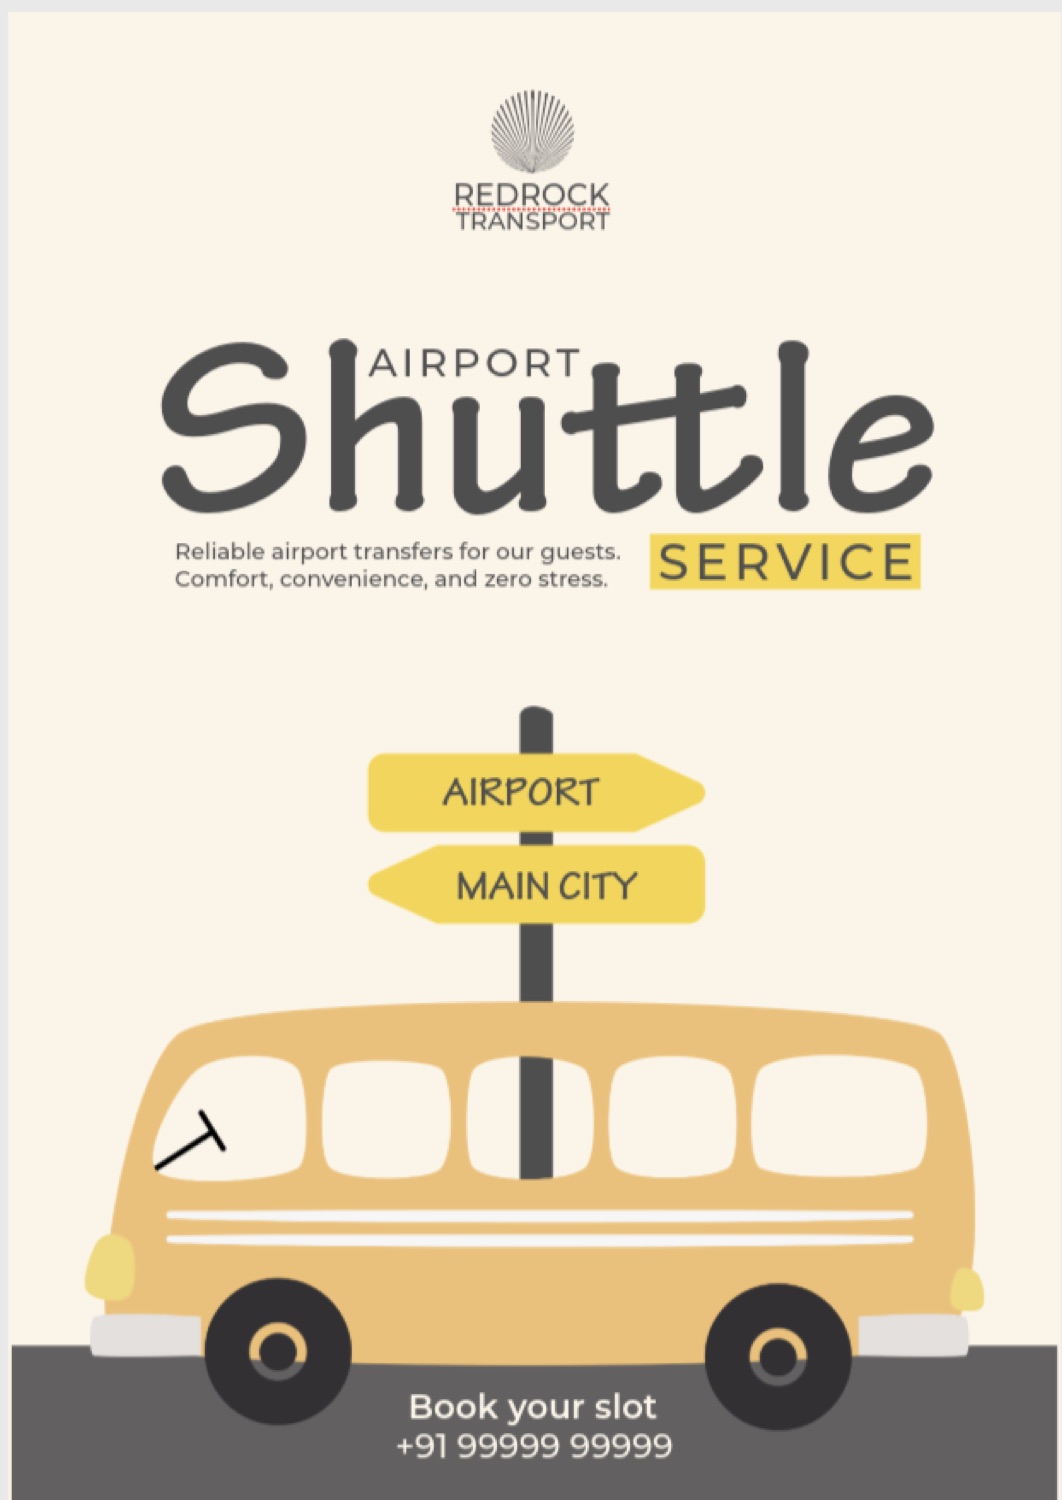 REDROCK
TRANSPORT
AIRPORT
Shuttle
Reliable airport transfers for our guests.
Comfort, convenience, and zero stress.
SERVICE
AIRPORT
MAIN CITY
Book your slot
+91 99999 99999